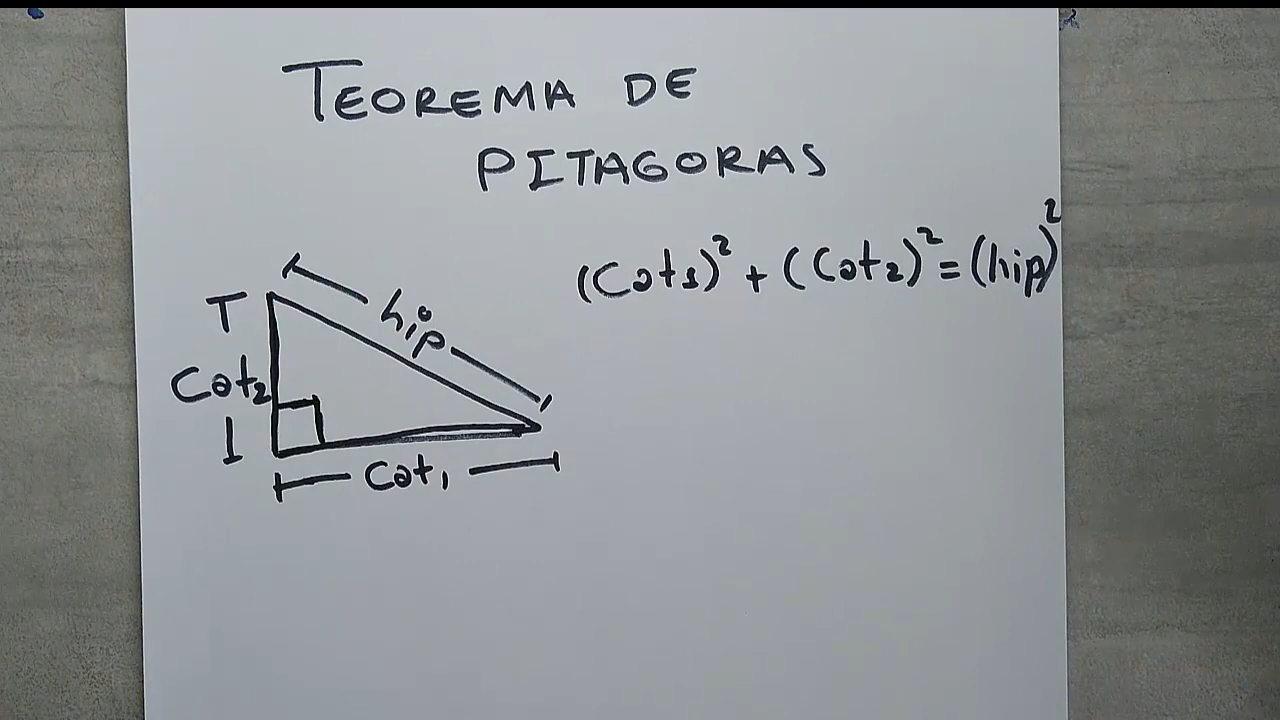 TEOREMA DE
PITAGORAS
(Cat₁)² + (Cat₂)² = (hip)²
hip
Cat₂
Cat₁